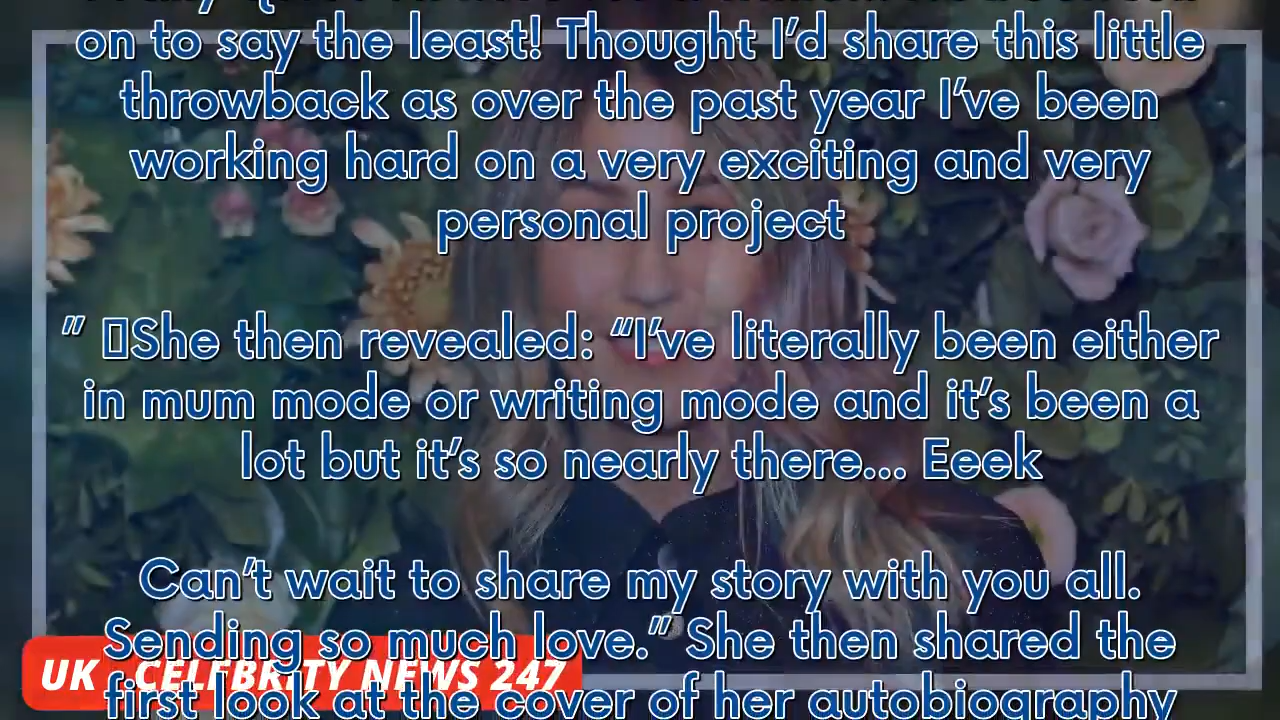 on to say the least! Thought I’d share this little
throwback as over the past year I’ve been
working hard on a very exciting and very
personal project
” She then revealed: “I’ve literally been either
in mum mode or writing mode and it’s been a
lot but it’s so nearly there... Eeek
Can’t wait to share my story with you all.
Sending so much love.” She then shared the
UK CELEBRITY NEWS 247
first look at the cover of her autobiography